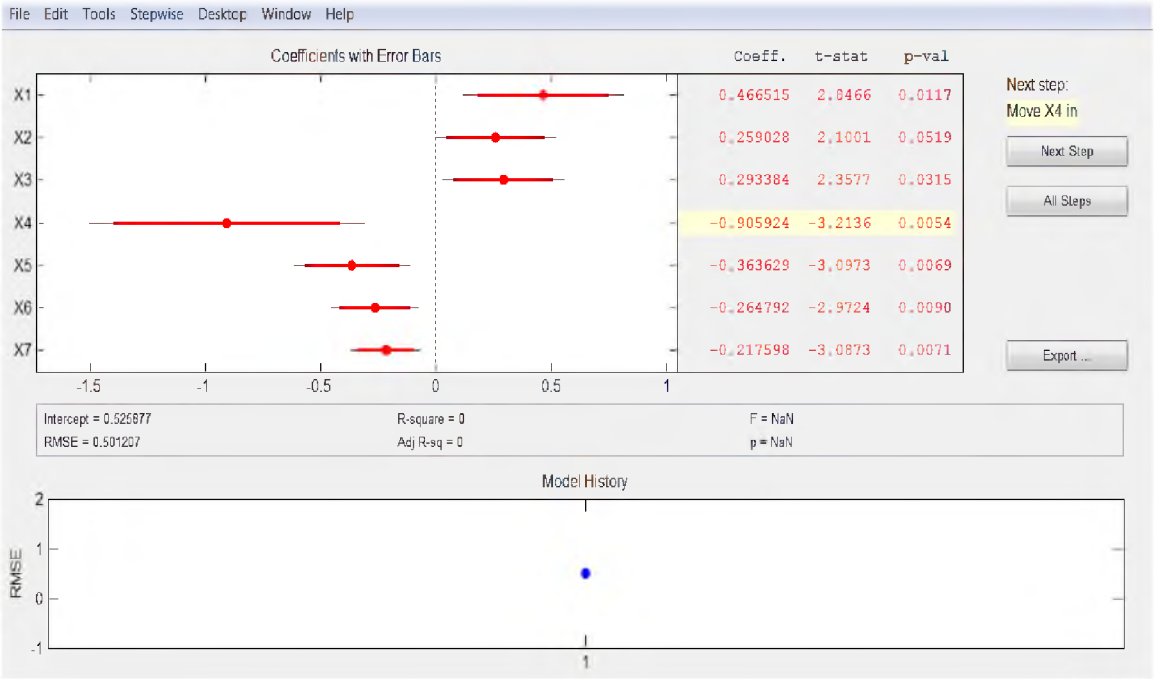 File Edit Tools Stepwise Desktop Window Help
Coefficients with Error Bars
Coeff. t-stat p-val
X1 0.466515 2.8466 0.0117
X2 0.259028 2.1001 0.0519
X3 0.293384 2.3577 0.0315
X4 -0.905924 -3.2136 0.0054
X5 -0.363629 -3.0973 0.0069
X6 -0.264792 -2.9724 0.0090
X7 -0.217598 -3.0873 0.0071
-1.5 -1 -0.5 0 0.5 1
Next step:
Move X4 in
Next Step
All Steps
Export ...
Intercept = 0.525877 R-square = 0 F = NaN
RMSE = 0.501207 Adj R-sq = 0 p = NaN
Model History
RMSE
2
1
0
-1
1